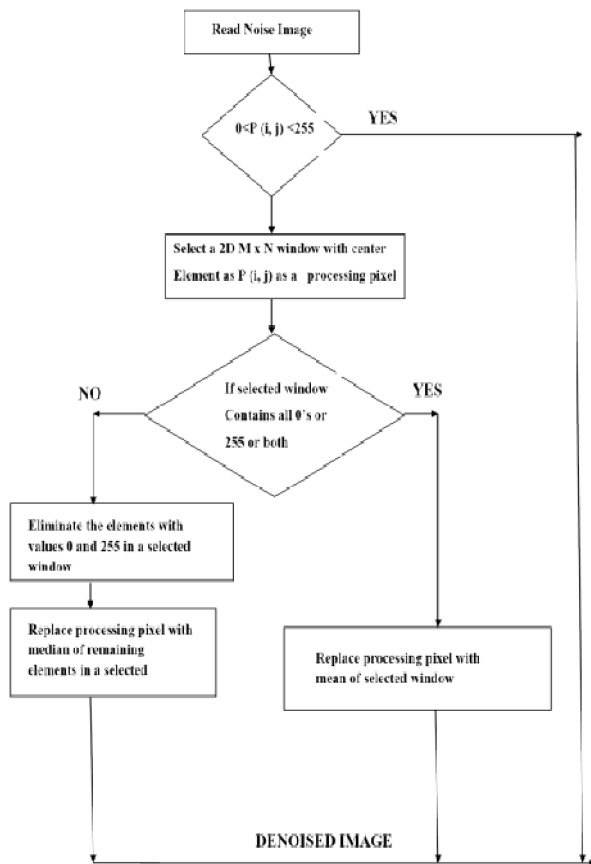 Read Noise Image
0<P (i, j) <255
YES
Select a 2D M x N window with center
Element as P (i, j) as a processing pixel
If selected window
Contains all 0's or
255 or both
NO
YES
Eliminate the elements with
values 0 and 255 in a selected
window
Replace processing pixel with
median of remaining
elements in a selected
Replace processing pixel with
mean of selected window
DENOISED IMAGE